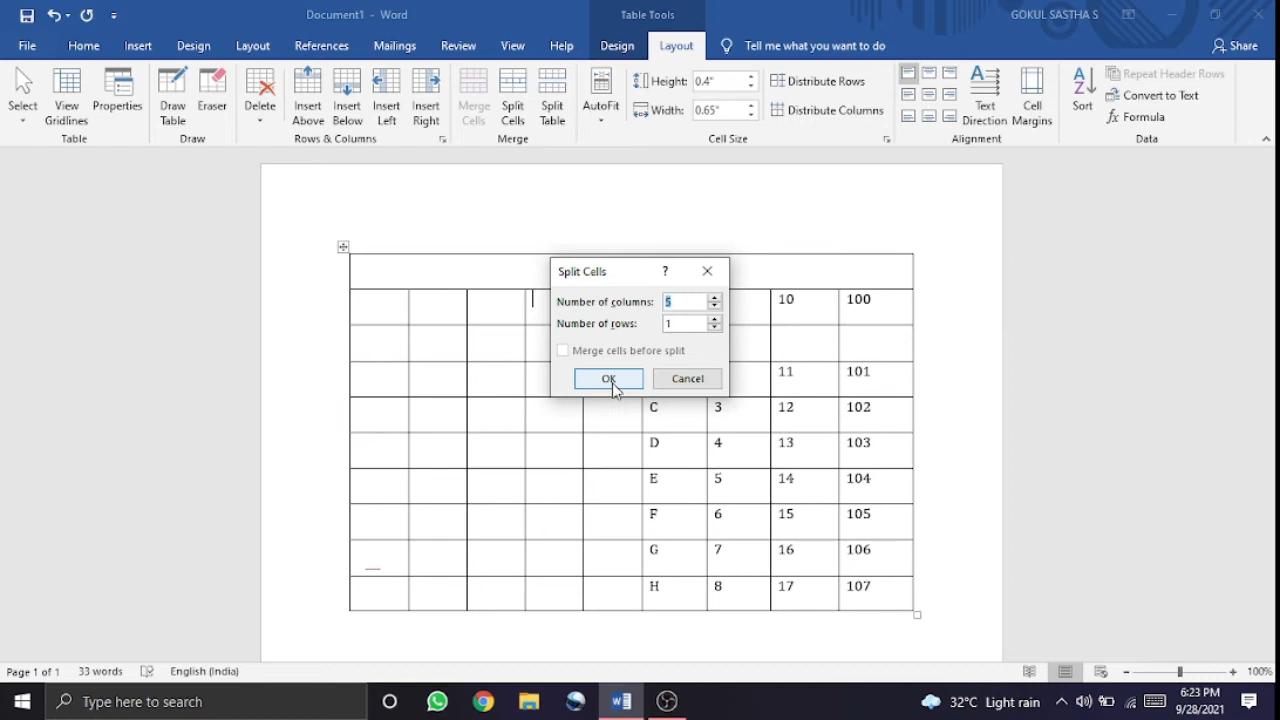 Document1 - Word
Table Tools
GOKUL SASTHA S
File Home Insert Design Layout References Mailings Review View Help Design Layout Tell me what you want to do Share
Select
View Gridlines
Properties
Table
Draw Table
Eraser
Draw
Delete
Insert Above
Insert Below
Insert Left
Insert Right
Rows & Columns
Merge Cells
Split Cells
Split Table
Merge
AutoFit
Height: 0.4"
Width: 0.65"
Distribute Rows
Distribute Columns
Cell Size
Text Direction
Cell Margins
Alignment
Sort
Repeat Header Rows
Convert to Text
Formula
Data
Split Cells ?
Number of columns: 5
Number of rows: 1
Merge cells before split
OK Cancel
10 100
11 101
C 3 12 102
D 4 13 103
E 5 14 104
F 6 15 105
G 7 16 106
H 8 17 107
Page 1 of 1 33 words English (India) 100%
Type here to search
32°C Light rain
6:23 PM
9/28/2021